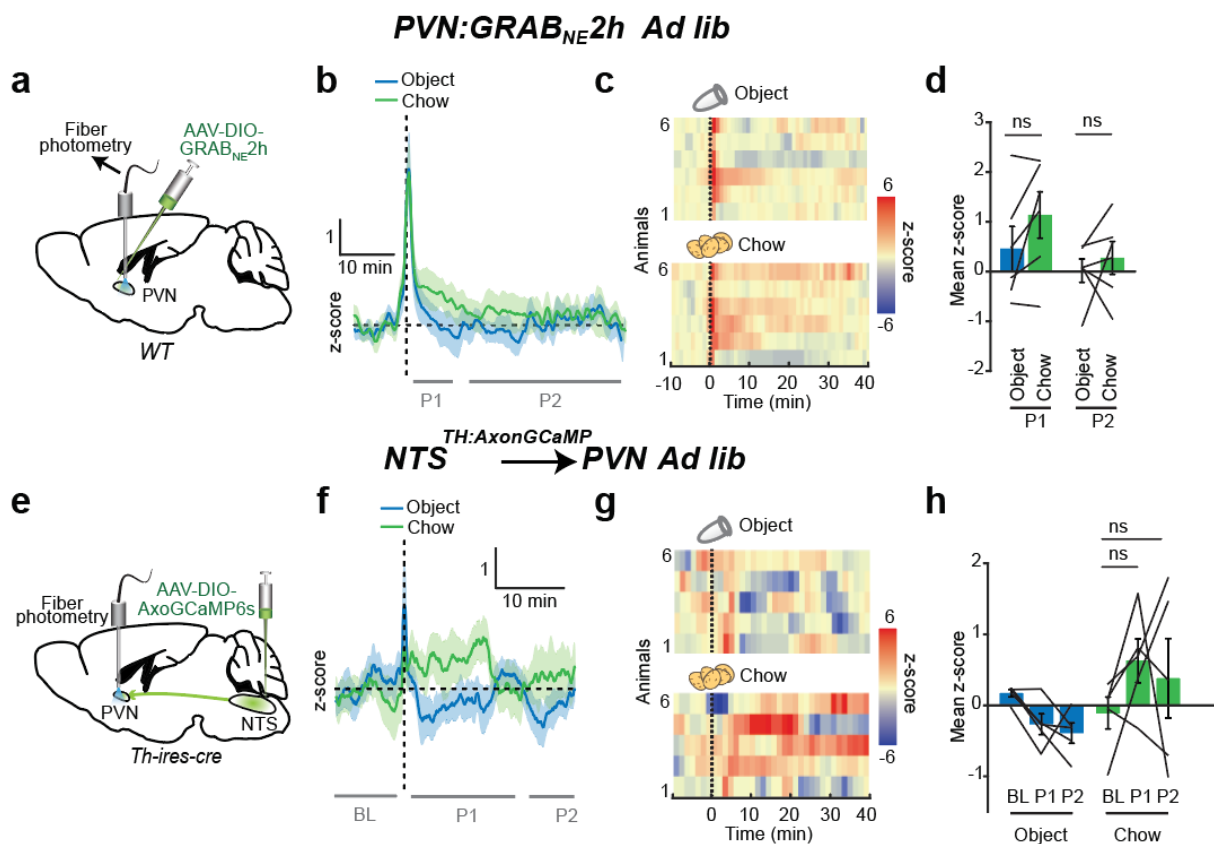 PVN:GRABNE2h Ad lib
a
Fiber
photometry
AAV-DIO-
GRABNE2h
PVN
WT
b
Object
Chow
1
10 min
z-score
P1
P2
c
Object
6
1
Chow
6
1
Animals
-10 0 10 20 30 40
Time (min)
6
z-score
-6
d
ns
ns
3
2
1
0
-1
-2
Mean z-score
Object
Chow
Object
Chow
P1
P2
TH:AxonGCaMP
NTS PVN Ad lib
e
Fiber
photometry
AAV-DIO-
AxoGCaMP6s
PVN
NTS
Th-ires-cre
f
Object
Chow
1
10 min
z-score
BL
P1
P2
g
Object
6
1
Chow
6
1
Animals
0 10 20 30 40
Time (min)
6
z-score
-6
h
ns
ns
2
1
0
-1
Mean z-score
BL P1 P2 BL P1 P2
Object Chow